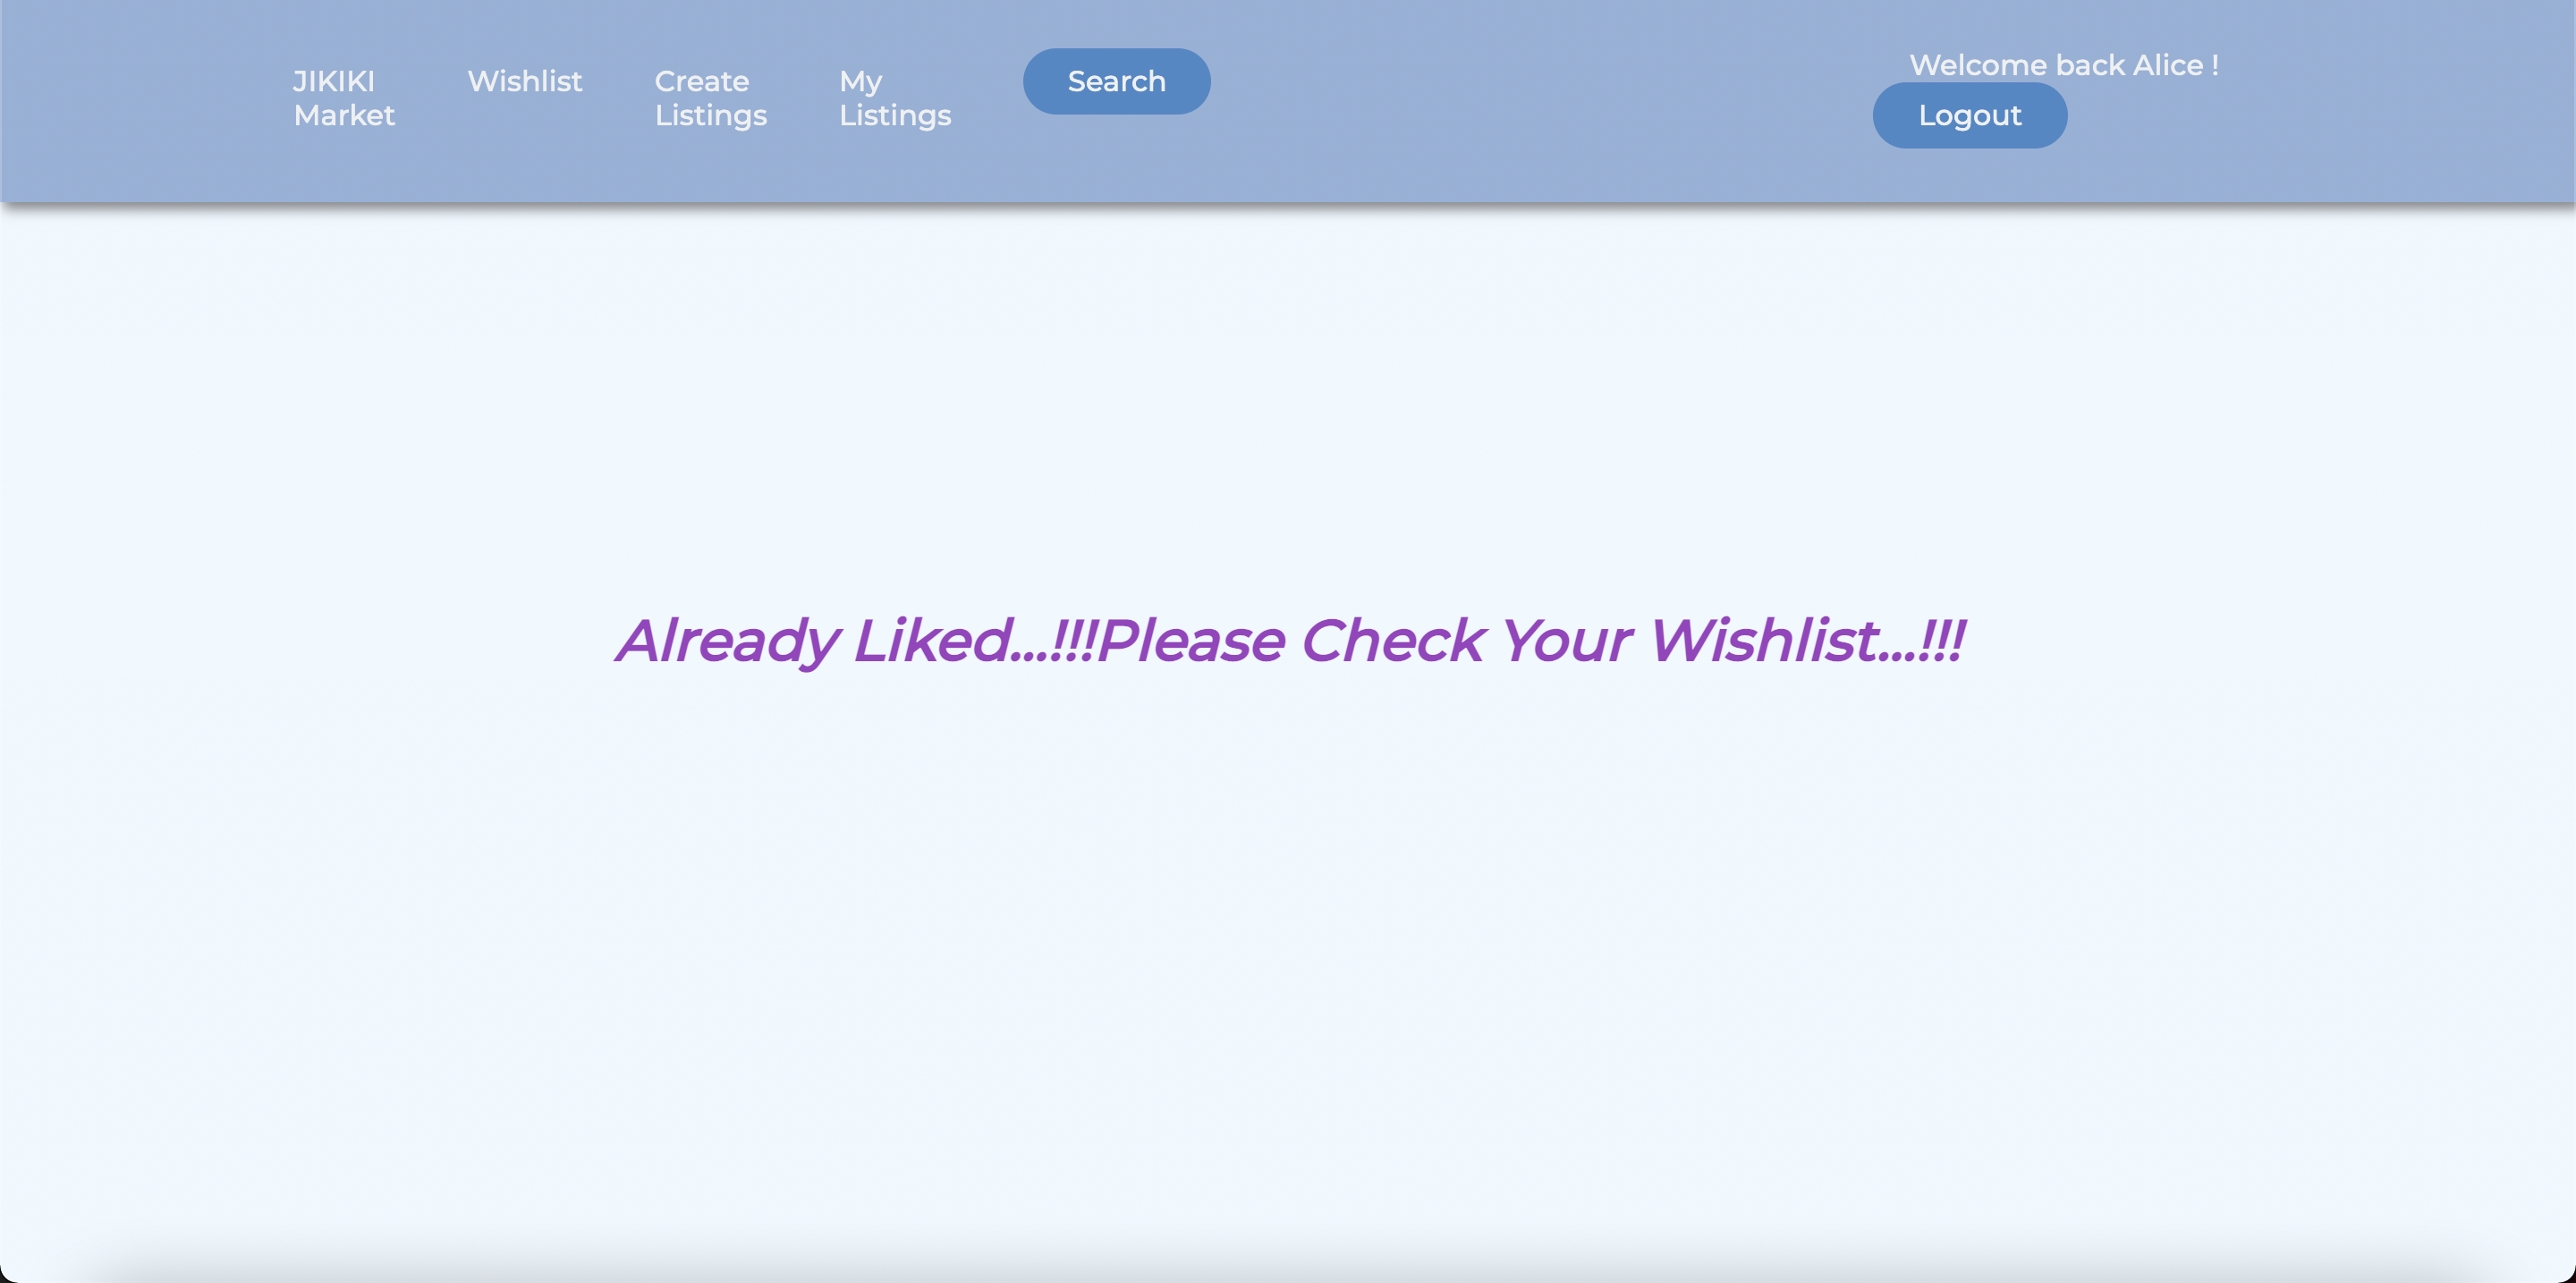 JIKIKI
Market
Wishlist
Create
Listings
My
Listings
Search
Welcome back Alice !
Logout
Already Liked...!!!Please Check Your Wishlist...!!!